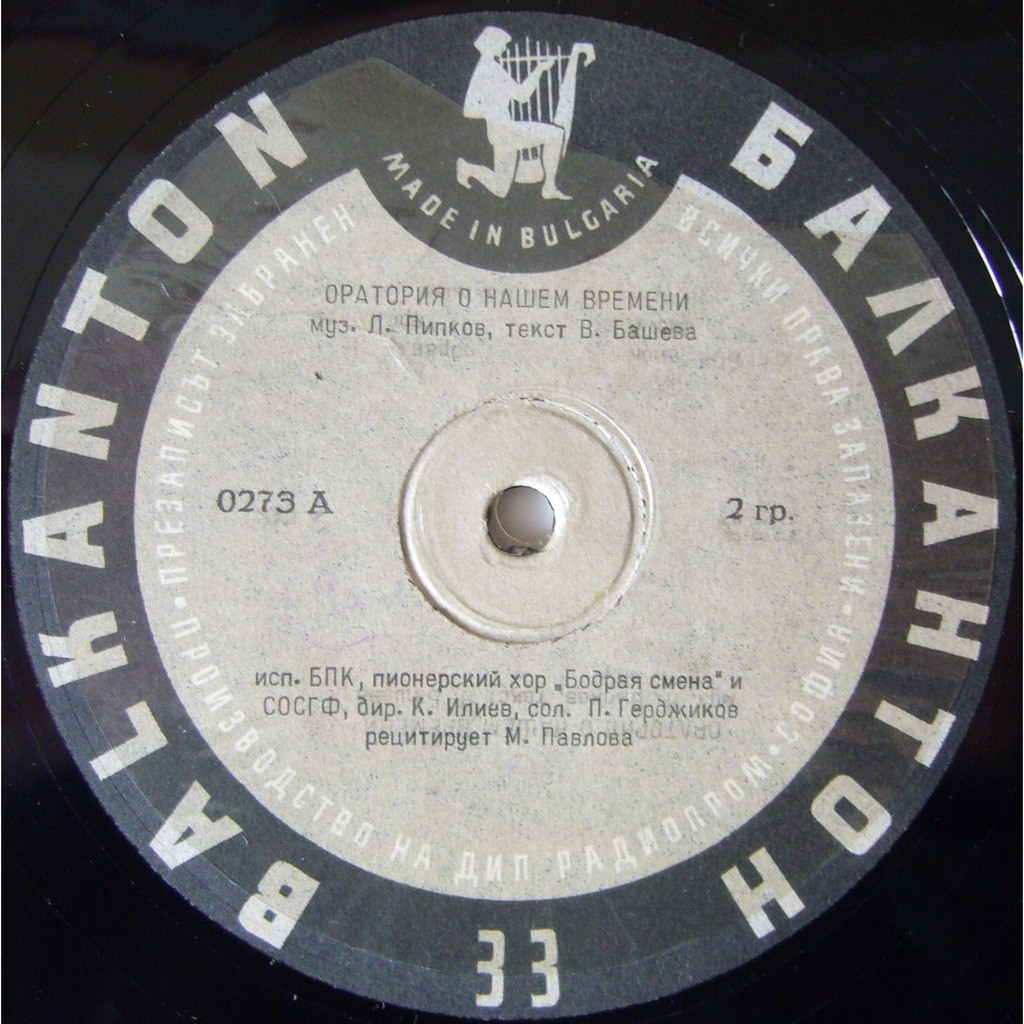 BALKANTON
БАЛКАНТОН
MADE IN BULGARIA
ВСИЧКИ ПРАВА ЗАПАЗЕНИ • СОФИЯ •
• ПРОИЗВОДСТВО НА ДИП РАДИОПРОМ •
ПРЕЗАПИСЪТ ЗАБРАНЕН
ОРАТОРИЯ О НАШЕМ ВРЕМЕНИ
муз. Л. Пипков, текст В. Башева
0273 А
2 гр.
исп. БПК, пионерский хор „Бодрая смена" и
СОСГФ, дир. К. Илиев, сол. П. Герджиков
рецитирует М. Павлова
33